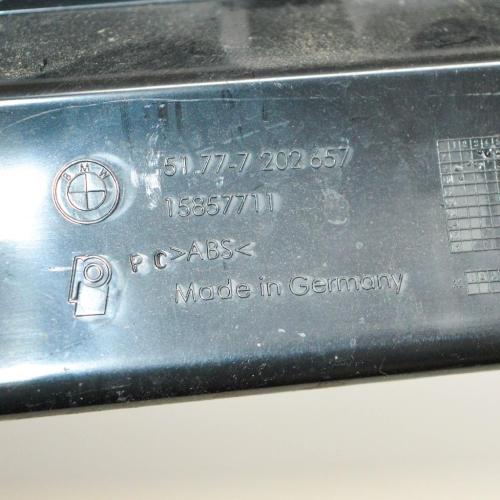 BMW
51.77-7 202 657
15857711
PC >ABS<
Made in Germany